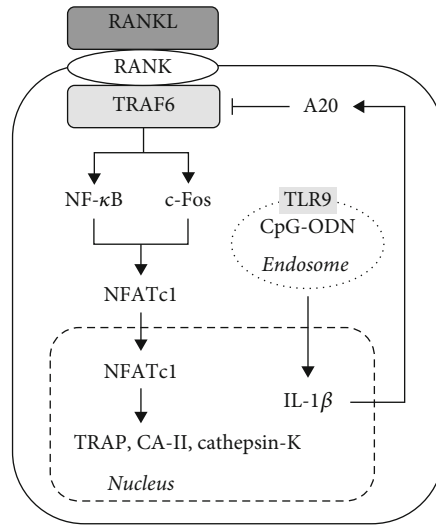 RANKL
RANK
TRAF6
A20
NF-κB
c-Fos
TLR9
CpG-ODN
Endosome
NFATc1
NFATc1
IL-1β
TRAP, CA-II, cathepsin-K
Nucleus